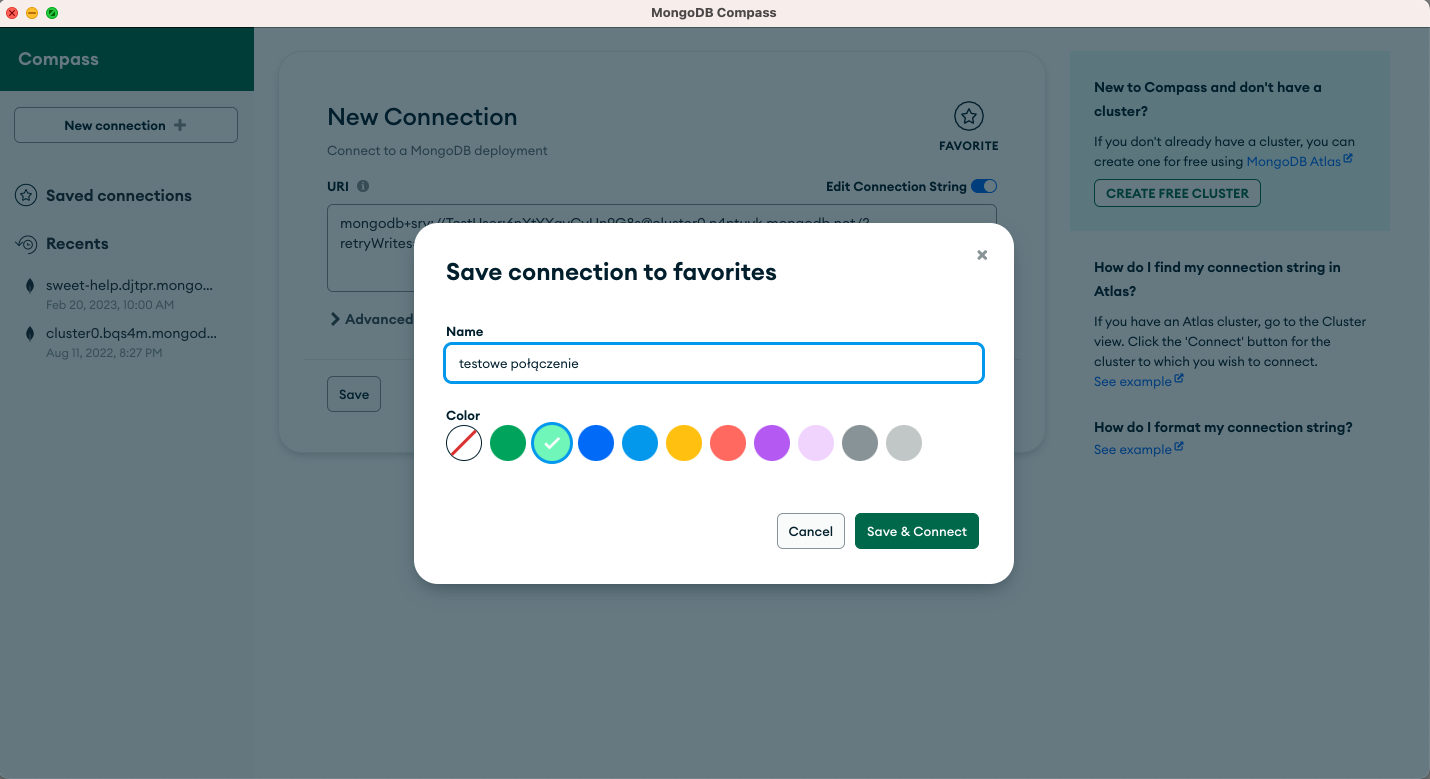 MongoDB Compass
Compass
New connection
Saved connections
Recents
sweet-help.djtpr.mongo...
Feb 20, 2023, 10:00 AM
cluster0.bqs4m.mongod...
Aug 11, 2022, 8:27 PM
New Connection
Connect to a MongoDB deployment
FAVORITE
URI
Edit Connection String
retryWrites
Advanced
Save
Save connection to favorites
Name
testowe połączenie
Color
Cancel
Save & Connect
New to Compass and don't have a
cluster?
If you don't already have a cluster, you can
create one for free using MongoDB Atlas
CREATE FREE CLUSTER
How do I find my connection string in
Atlas?
If you have an Atlas cluster, go to the Cluster
view. Click the 'Connect' button for the
cluster to which you wish to connect.
See example
How do I format my connection string?
See example